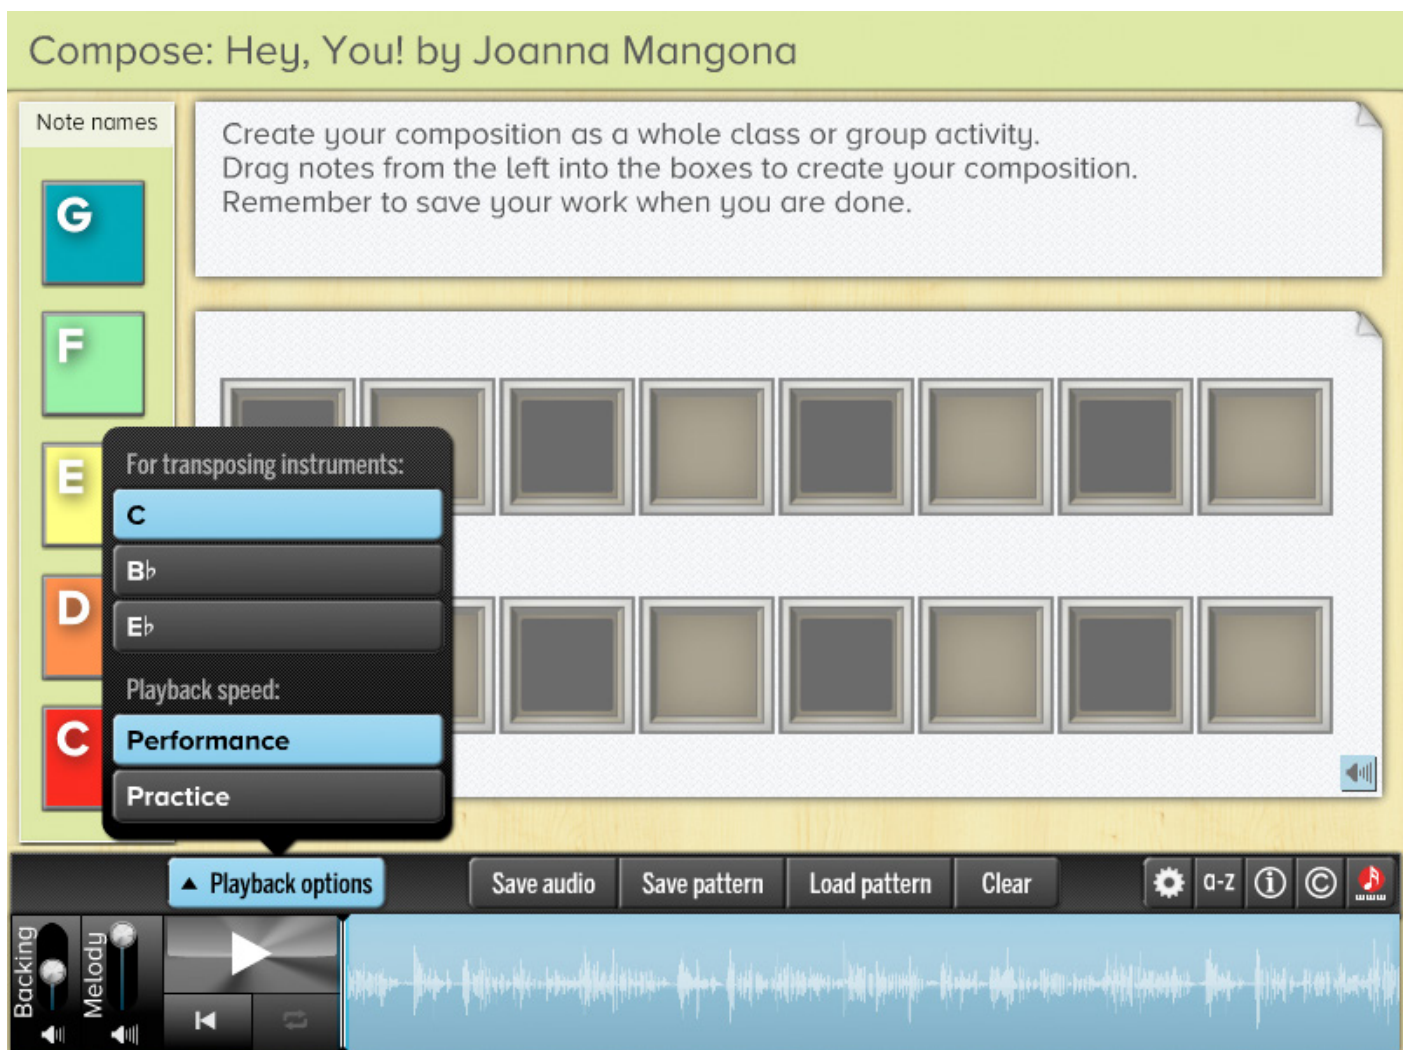 Compose: Hey, You! by Joanna Mangona
Note names
Create your composition as a whole class or group activity.
Drag notes from the left into the boxes to create your composition.
Remember to save your work when you are done.
G
F
E
D
C
For transposing instruments:
C
B♭
E♭
Playback speed:
Performance
Practice
▲ Playback options
Save audio
Save pattern
Load pattern
Clear
a-z
i
©
Backing
Melody